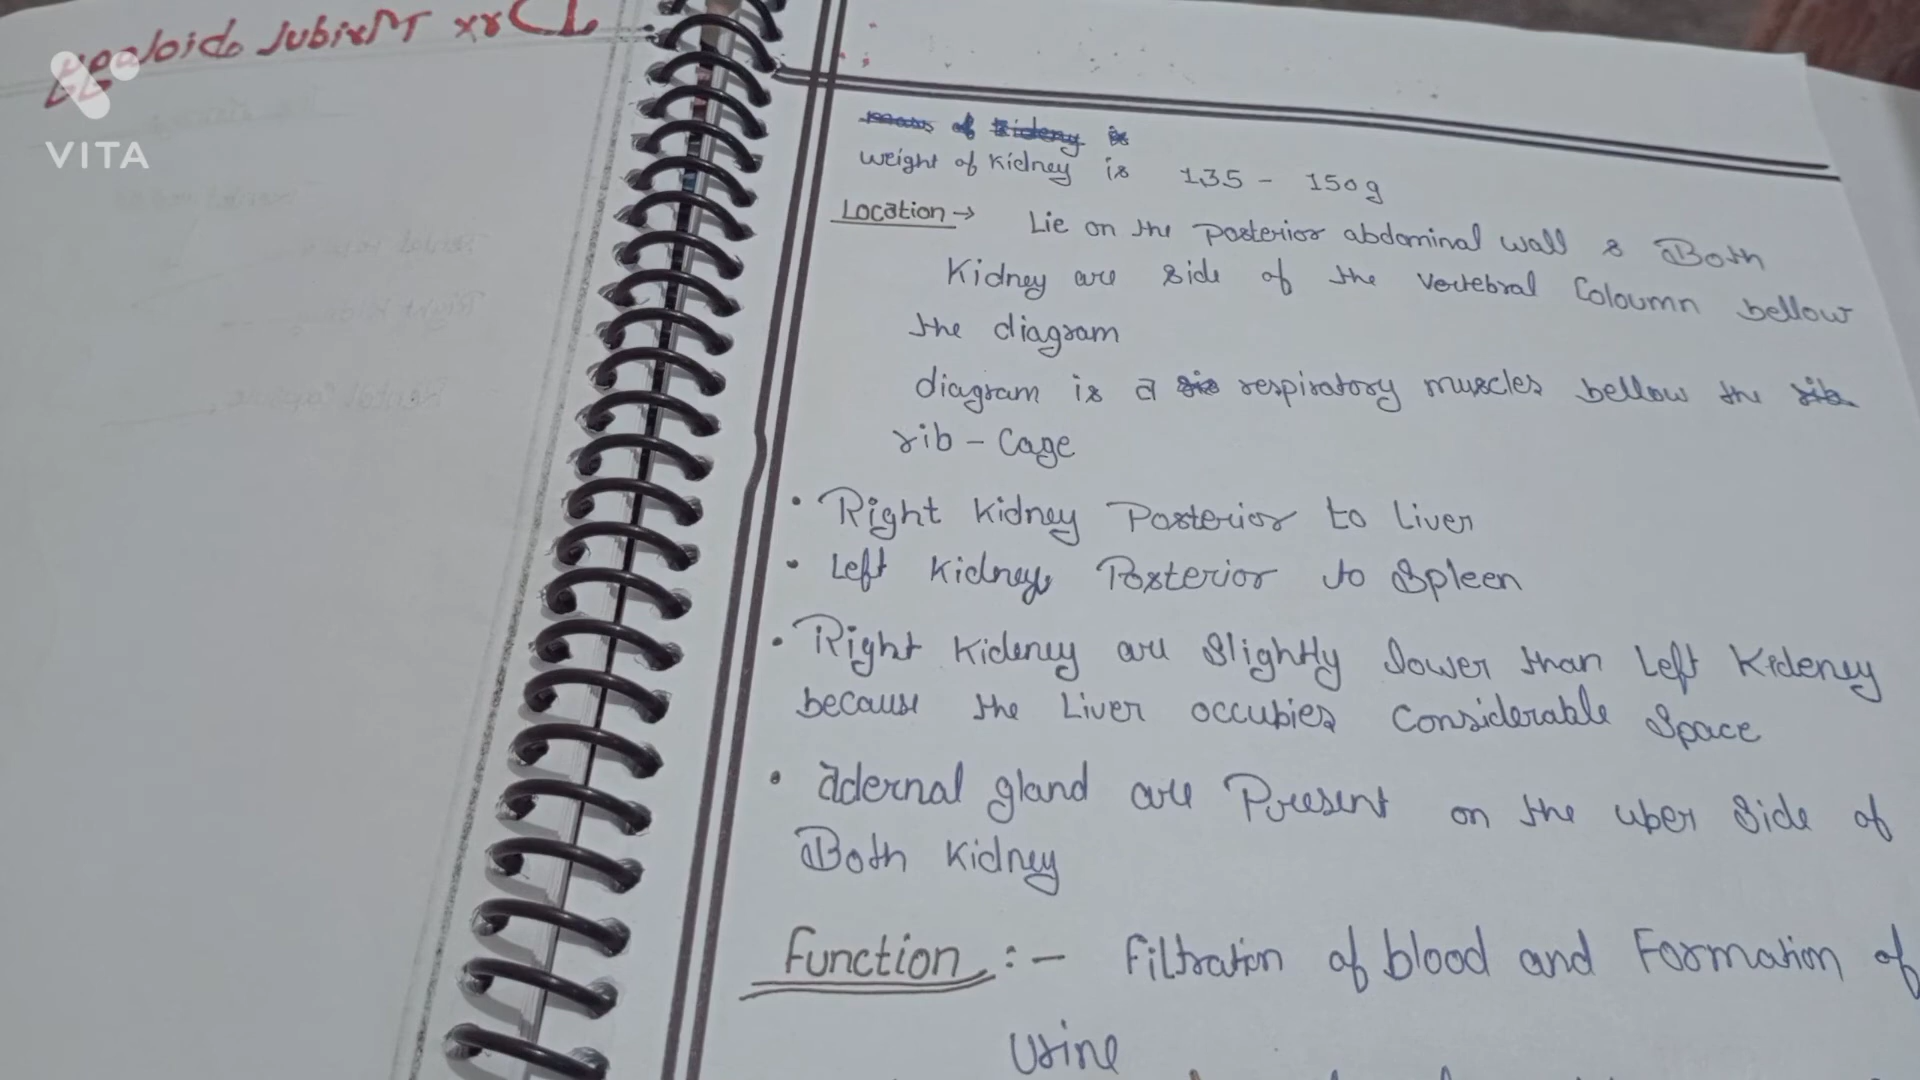 VITA
weight of kidney is 135 - 150g
Location → Lie on the posterior abdominal wall & Both
Kidney are side of the vertebral Coloumn bellow
the diagram
diagram is a respiratory muscles bellow the
rib - Cage
• Right Kidney Posterior to Liver
• Left Kidney Posterior to Spleen
• Right Kideney are slightly lower than Left Kideney
because the Liver occupies Considerable Space
• adernal gland are Present on the uber side of
Both Kidney
Function :- Filtration of blood and Formation of
Urine